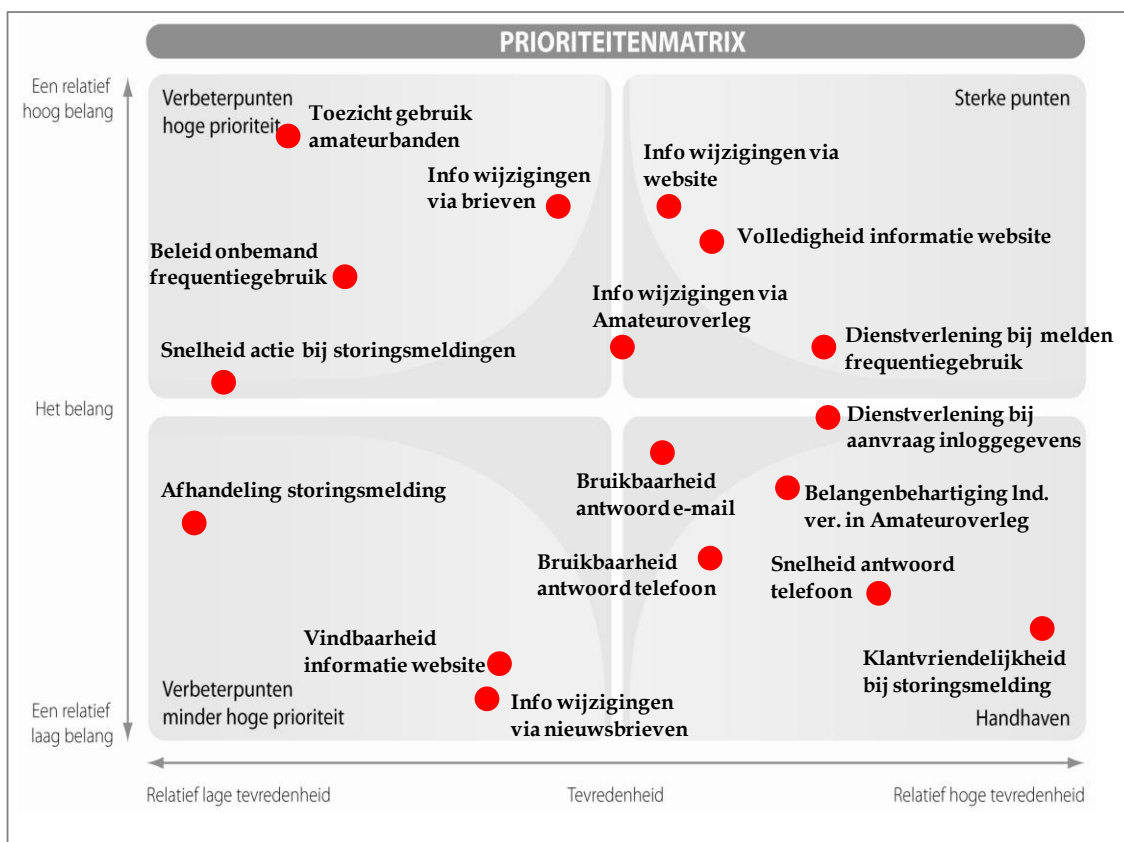 PRIORITEITENMATRIX
Een relatief
hoog belang
Verbeterpunten
hoge prioriteit
Toezicht gebruik
amateurbanden
Sterke punten
Info wijzigingen
via brieven
Info wijzigingen via
website
Volledigheid informatie website
Beleid onbemand
frequentiegebruik
Info wijzigingen via
Amateuroverleg
Dienstverlening bij melden
frequentiegebruik
Snelheid actie bij storingsmeldingen
Het belang
Dienstverlening bij
aanvraag inloggegevens
Afhandeling storingsmelding
Bruikbaarheid
antwoord e-mail
Belangenbehartiging lnd.
ver. in Amateuroverleg
Bruikbaarheid
antwoord telefoon
Snelheid antwoord
telefoon
Vindbaarheid
informatie website
Klantvriendelijkheid
bij storingsmelding
Verbeterpunten
minder hoge prioriteit
Info wijzigingen
via nieuwsbrieven
Handhaven
Een relatief
laag belang
Relatief lage tevredenheid
Tevredenheid
Relatief hoge tevredenheid